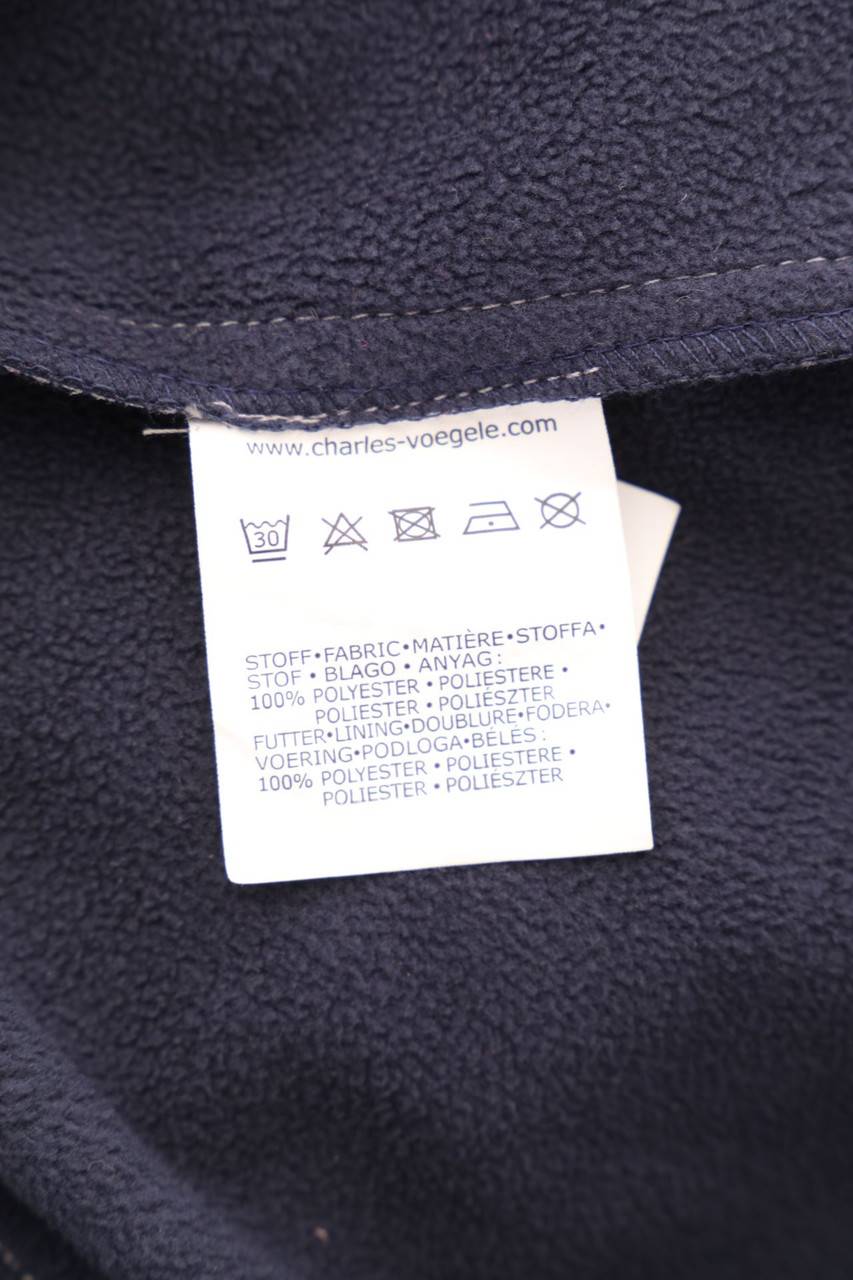 www.charles-voegele.com
30
STOFF•FABRIC•MATIÈRE•STOFFA•
STOF • BLAGO • ANYAG :
100% POLYESTER • POLIESTERE •
POLIESTER • POLIÉSZTER
FUTTER•LINING•DOUBLURE•FODERA•
VOERING•PODLOGA•BÉLÉS :
100% POLYESTER • POLIESTERE •
POLIESTER • POLIÉSZTER